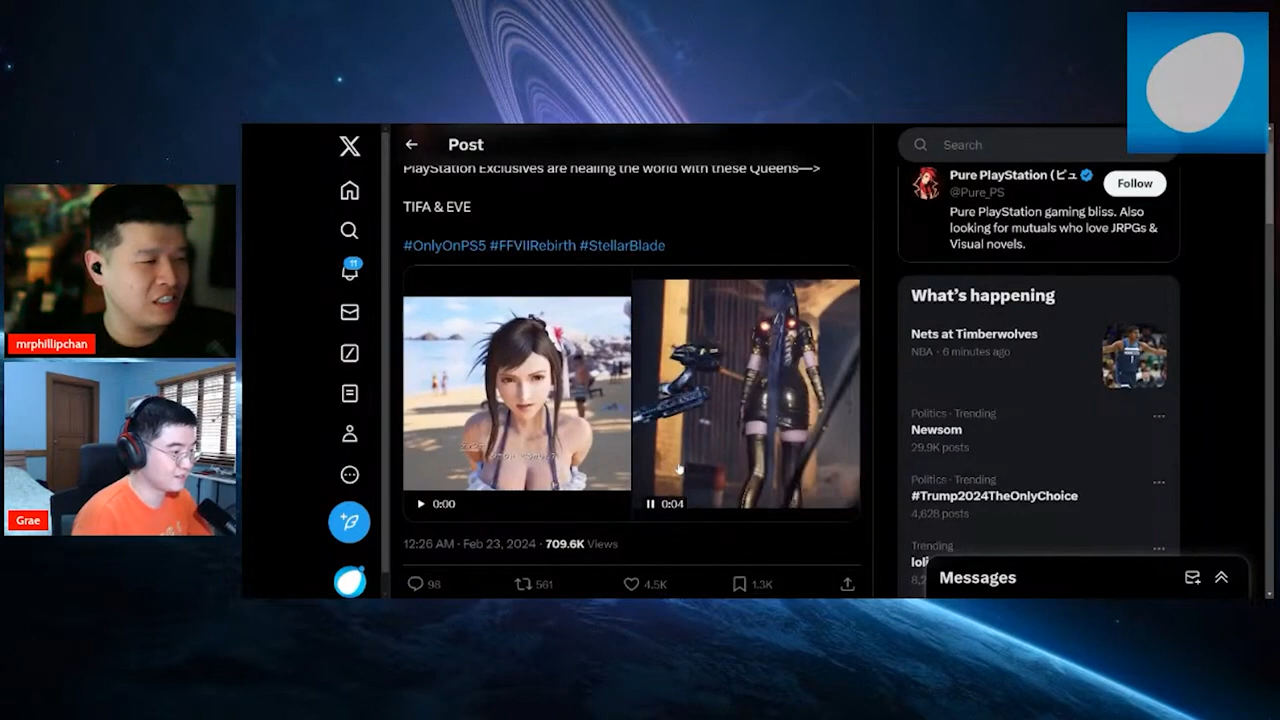 mrphillipchan
Grae
11
Post
PlayStation Exclusives are healing the world with these Queens—>
TIFA & EVE
#OnlyOnPS5 #FFVIIRebirth #StellarBlade
0:00
0:04
12:26 AM · Feb 23, 2024 · 709.6K Views
98
561
4.5K
1.3K
Search
Pure PlayStation (ピュ
@Pure_PS
Follow
Pure PlayStation gaming bliss. Also
looking for mutuals who love JRPGs &
Visual novels.
What's happening
Nets at Timberwolves
NBA · 6 minutes ago
Politics · Trending
Newsom
29.9K posts
Politics · Trending
#Trump2024TheOnlyChoice
4,628 posts
Trending
Messages